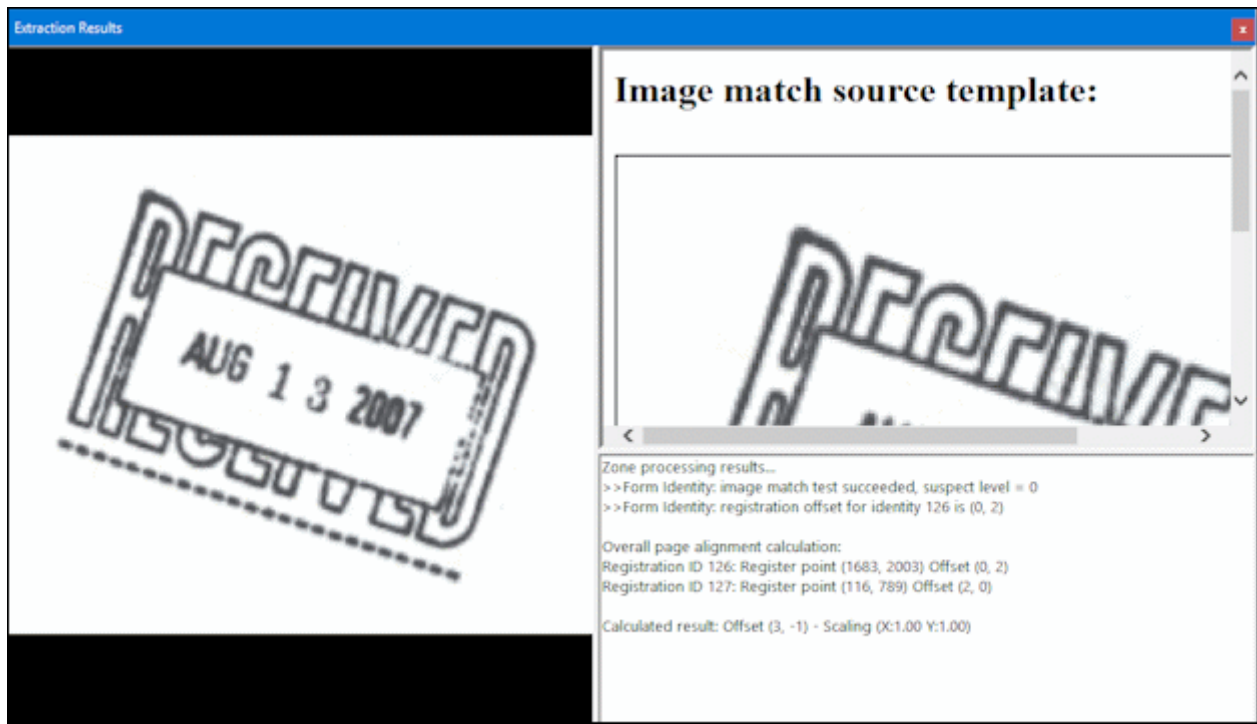 Extraction Results
RECEIVED
AUG 13 2007
RECEIVED
Image match source template:
RECEIVE
Zone processing results...
>>Form Identity: image match test succeeded, suspect level = 0
>>Form Identity: registration offset for identity 126 is (0, 2)
Overall page alignment calculation:
Registration ID 126: Register point (1683, 2003) Offset (0, 2)
Registration ID 127: Register point (116, 789) Offset (2, 0)
Calculated result: Offset (3, -1) - Scaling (X:1.00 Y:1.00)